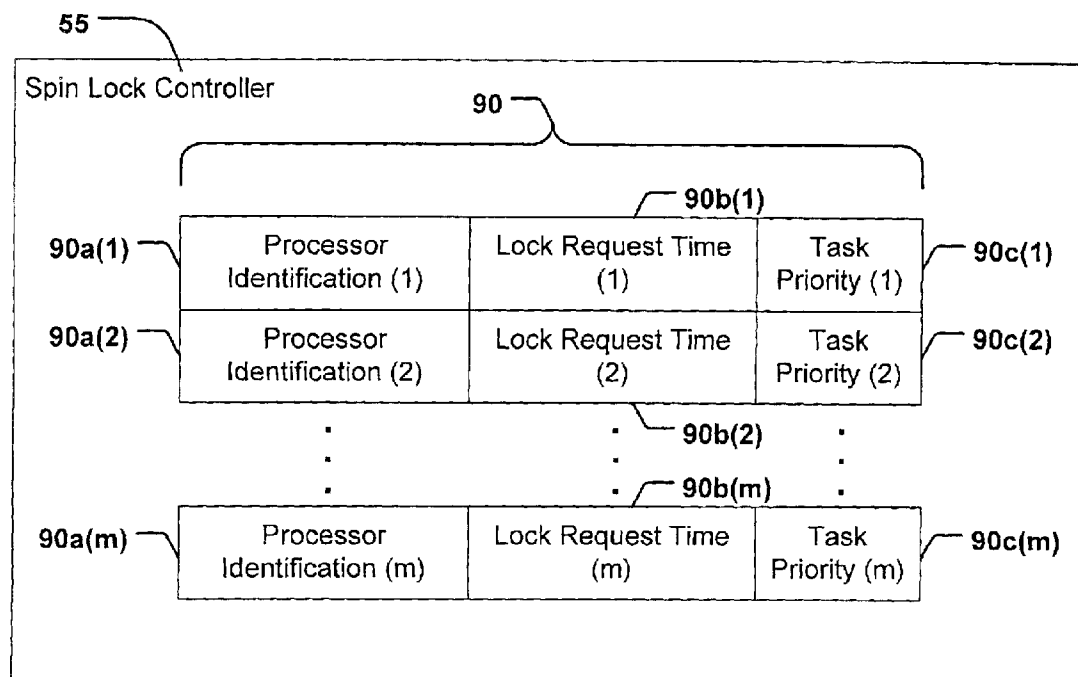 55
Spin Lock Controller
90
90b(1)
90a(1) Processor Identification (1) Lock Request Time (1) Task Priority (1) 90c(1)
90a(2) Processor Identification (2) Lock Request Time (2) Task Priority (2) 90c(2)
90b(2)
90b(m)
90a(m) Processor Identification (m) Lock Request Time (m) Task Priority (m) 90c(m)